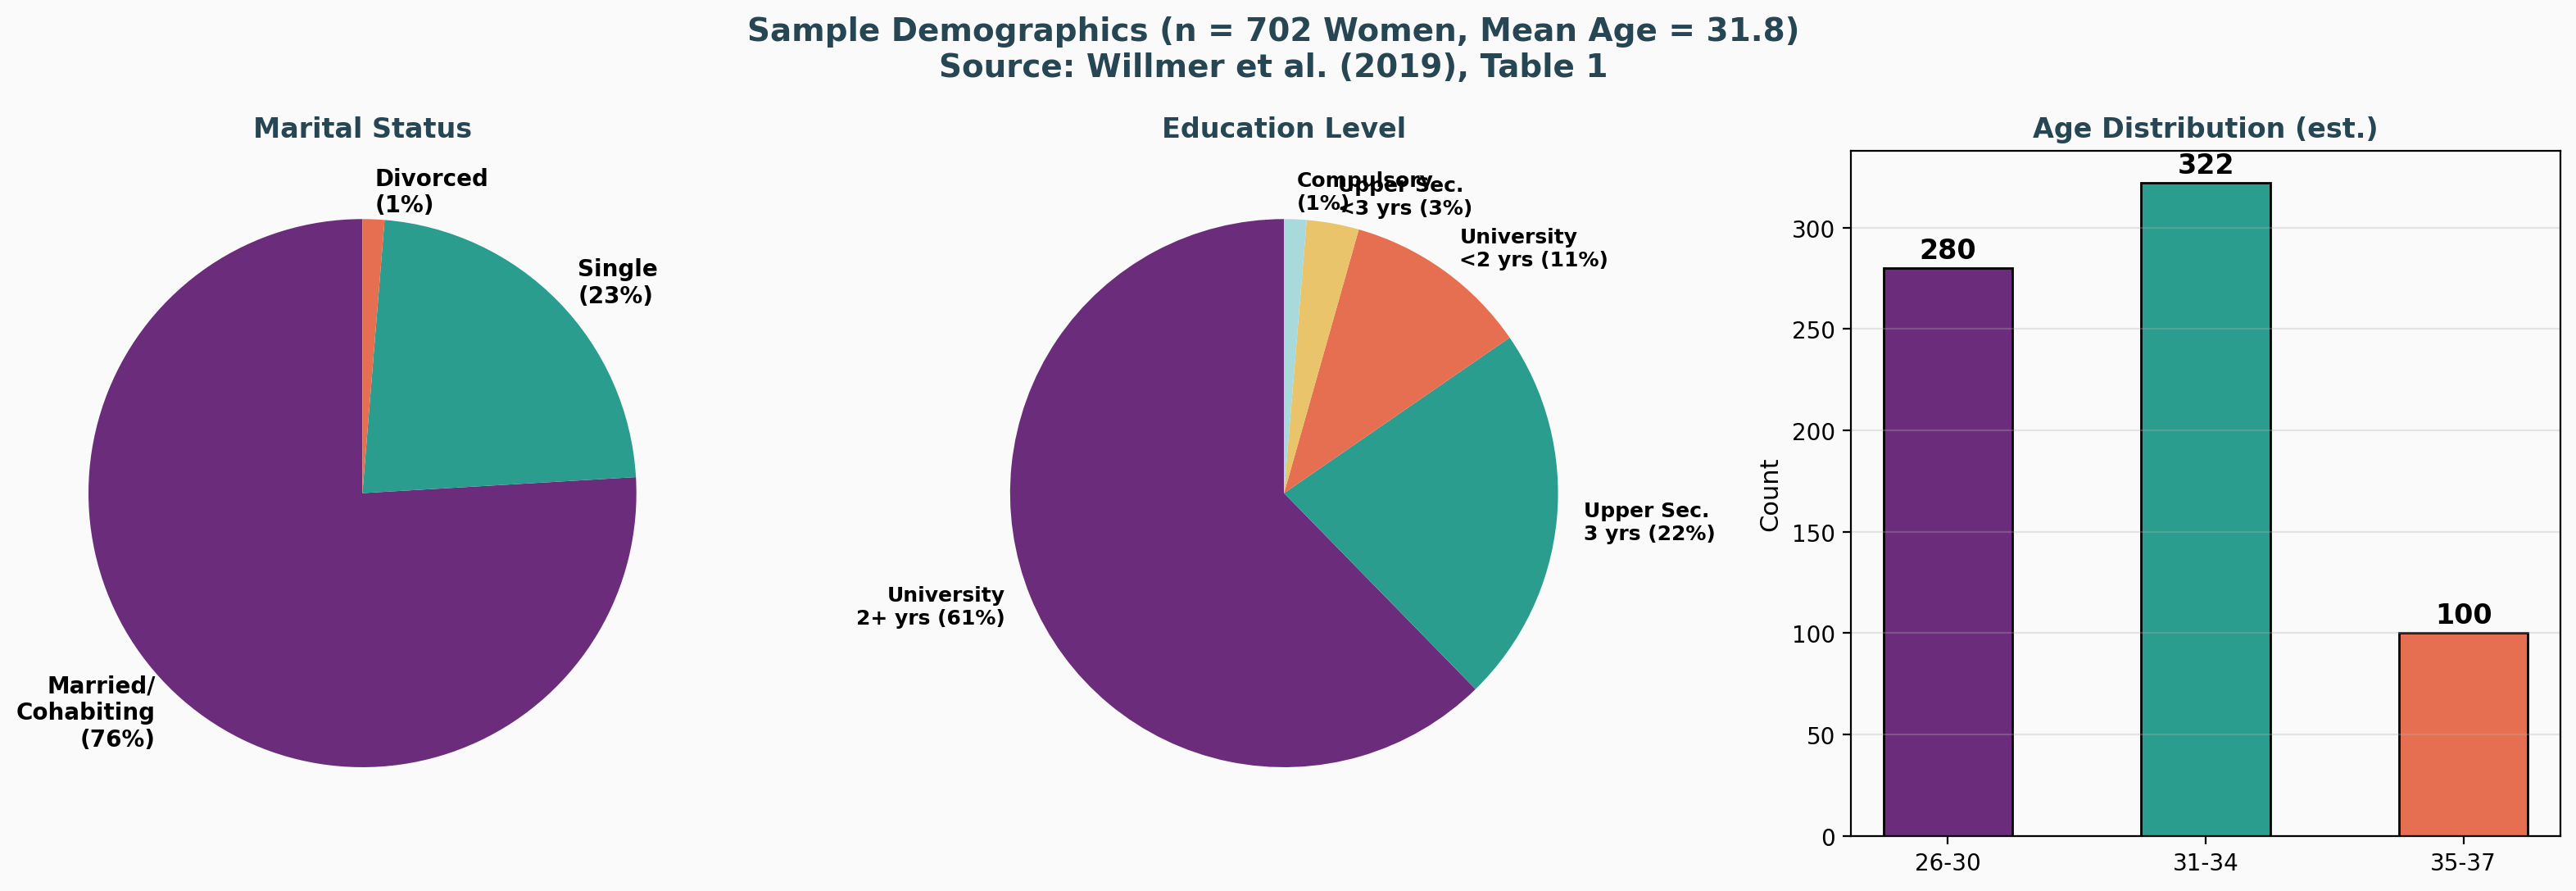 Sample Demographics (n = 702 Women, Mean Age = 31.8)
Source: Willmer et al. (2019), Table 1
Marital Status
Divorced
(1%)
Single
(23%)
Married/
Cohabiting
(76%)
Education Level
Compulsory
(1%)
Upper Sec.
<3 yrs (3%)
University
<2 yrs (11%)
Upper Sec.
3 yrs (22%)
University
2+ yrs (61%)
Age Distribution (est.)
Count
300
250
200
150
100
50
0
280
322
100
26-30
31-34
35-37